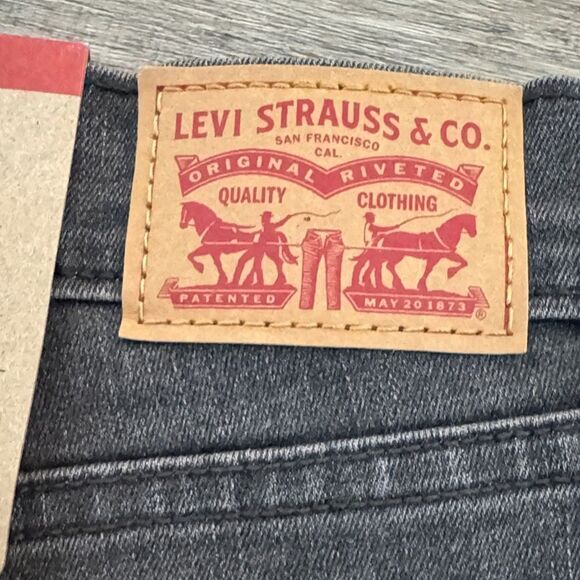 LEVI STRAUSS & CO.
SAN FRANCISCO
CAL.
ORIGINAL RIVETED
QUALITY CLOTHING
PATENTED MAY 20 1873
®